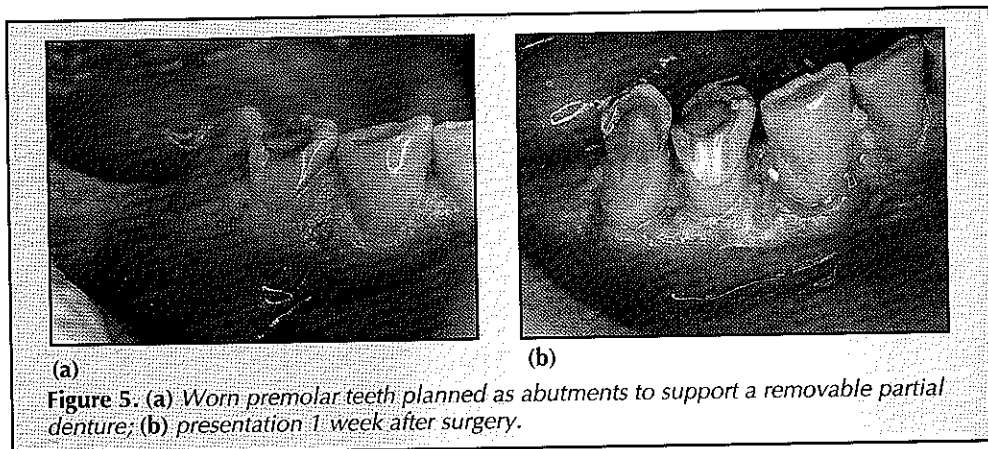 (a)
(b)
Figure 5. (a) Worn premolar teeth planned as abutments to support a removable partial
denture; (b) presentation 1 week after surgery.